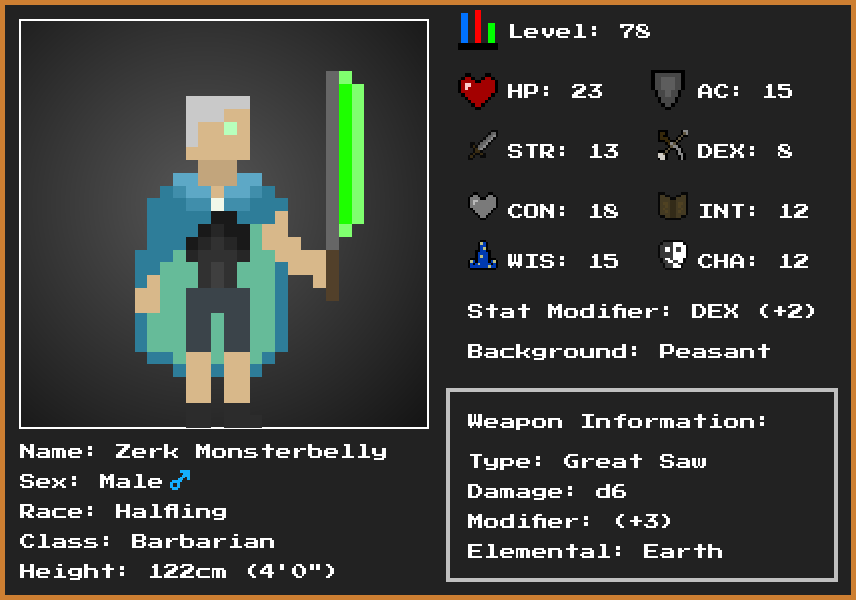 Level: 78
HP: 23 AC: 15
STR: 13 DEX: 8
CON: 18 INT: 12
WIS: 15 CHA: 12
Stat Modifier: DEX (+2)
Background: Peasant
Weapon Information:
Type: Great Saw
Damage: d6
Modifier: (+3)
Elemental: Earth
Name: Zerk Monsterbelly
Sex: Male ♂
Race: Halfling
Class: Barbarian
Height: 122cm (4'0")